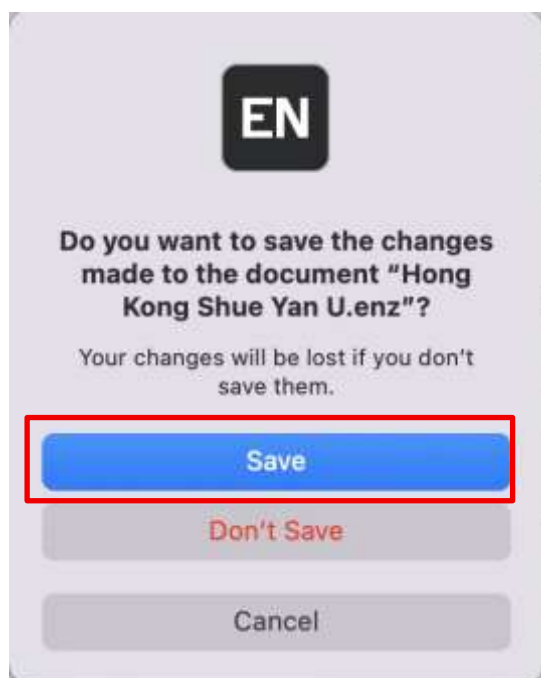 EN
Do you want to save the changes
made to the document “Hong
Kong Shue Yan U.enz”?
Your changes will be lost if you don't
save them.
Save
Don't Save
Cancel